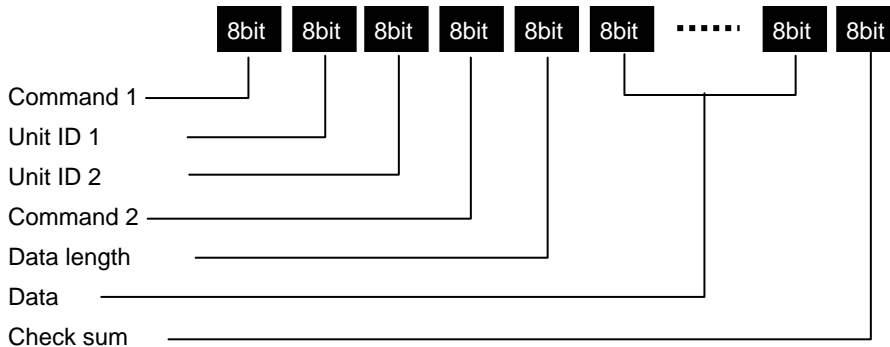 8bit 8bit 8bit 8bit 8bit 8bit ...... 8bit 8bit
Command 1
Unit ID 1
Unit ID 2
Command 2
Data length
Data
Check sum